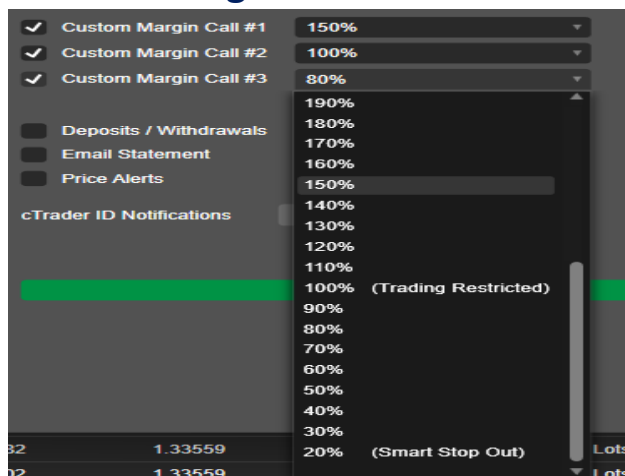 Custom Margin Call #1 150%
Custom Margin Call #2 100%
Custom Margin Call #3 80%
190%
180%
Deposits / Withdrawals
170%
Email Statement
160%
Price Alerts
150%
140%
cTrader ID Notifications
130%
120%
110%
100% (Trading Restricted)
90%
80%
70%
60%
50%
40%
30%
1.33559
20% (Smart Stop Out)
Lots
1.33559
Lots